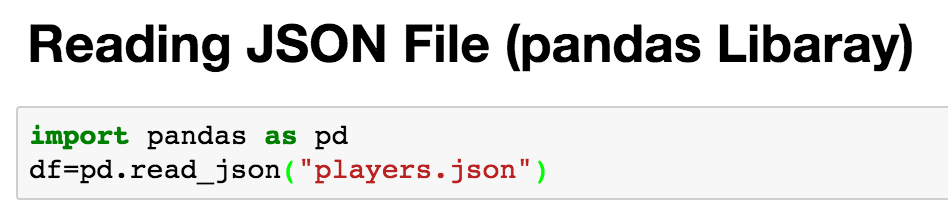 Reading JSON File (pandas Libaray)
import pandas as pd
df=pd.read_json("players.json")